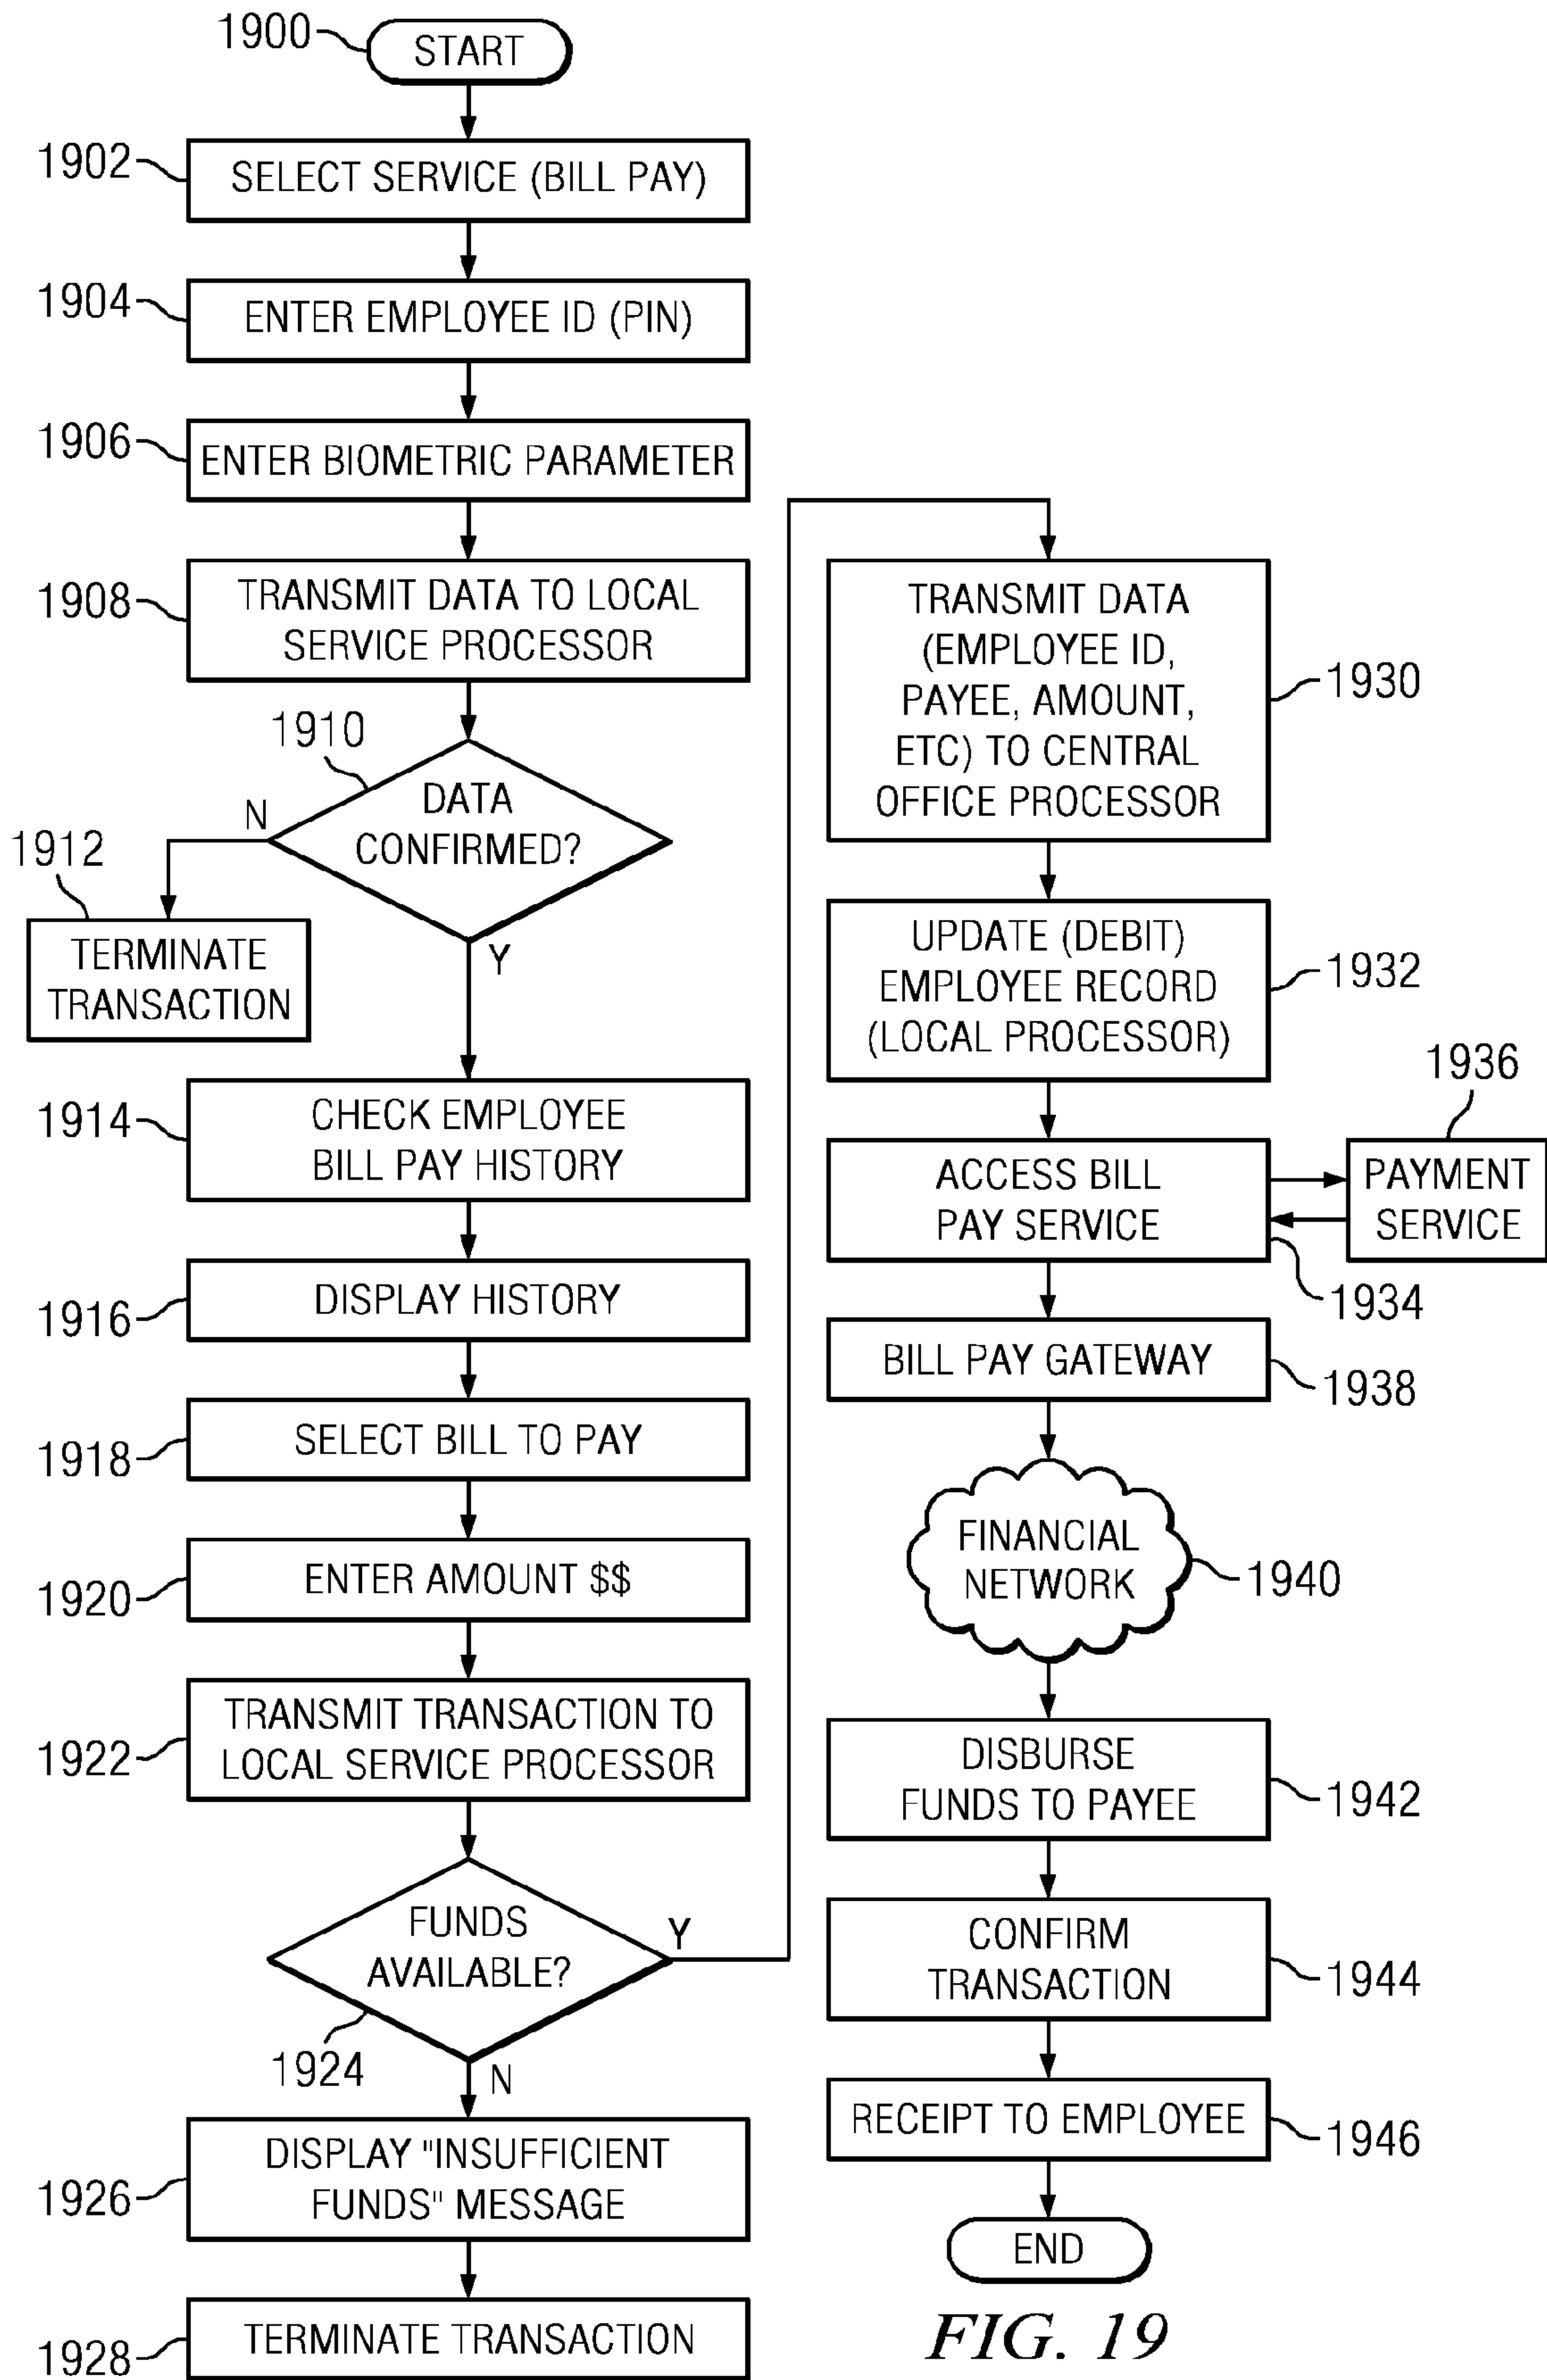 1900
START
1902
SELECT SERVICE (BILL PAY)
1904
ENTER EMPLOYEE ID (PIN)
1906
ENTER BIOMETRIC PARAMETER
1908
TRANSMIT DATA TO LOCAL
SERVICE PROCESSOR
1910
DATA
CONFIRMED?
N
Y
1912
TERMINATE
TRANSACTION
1914
CHECK EMPLOYEE
BILL PAY HISTORY
1916
DISPLAY HISTORY
1918
SELECT BILL TO PAY
1920
ENTER AMOUNT $$
1922
TRANSMIT TRANSACTION TO
LOCAL SERVICE PROCESSOR
FUNDS
AVAILABLE?
Y
1924
N
1926
DISPLAY "INSUFFICIENT
FUNDS" MESSAGE
1928
TERMINATE TRANSACTION
TRANSMIT DATA
(EMPLOYEE ID,
PAYEE, AMOUNT,
ETC) TO CENTRAL
OFFICE PROCESSOR
1930
UPDATE (DEBIT)
EMPLOYEE RECORD
(LOCAL PROCESSOR)
1932
ACCESS BILL
PAY SERVICE
1934
1936
PAYMENT
SERVICE
BILL PAY GATEWAY
1938
FINANCIAL
NETWORK
1940
DISBURSE
FUNDS TO PAYEE
1942
CONFIRM
TRANSACTION
1944
RECEIPT TO EMPLOYEE
1946
END
FIG. 19